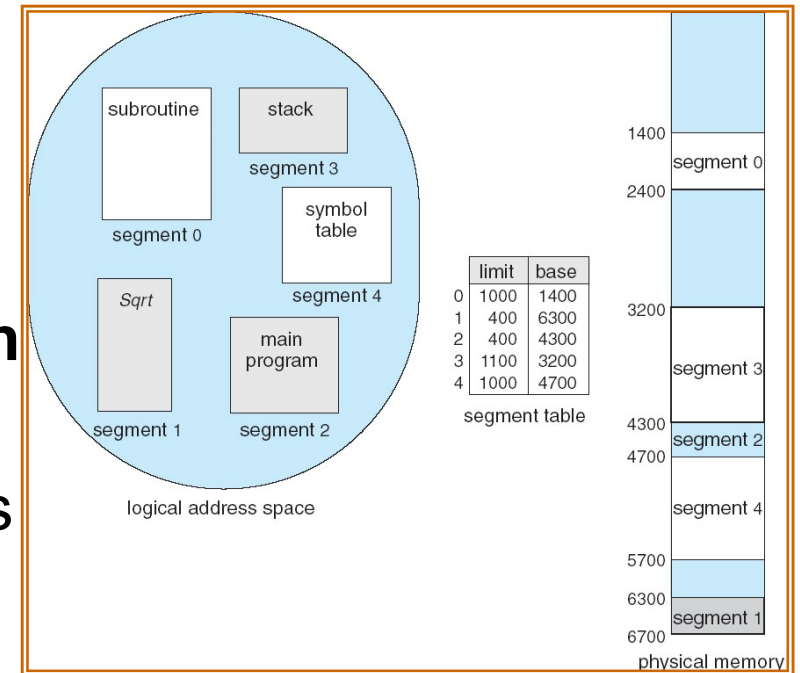 subroutine
stack
segment 3
segment 0
symbol
table
segment 4
Sqrt
main
program
segment 1
segment 2
logical address space
limit base
0 1000 1400
1 400 6300
2 400 4300
3 1100 3200
4 1000 4700
segment table
1400
segment 0
2400
3200
segment 3
4300
segment 2
4700
segment 4
5700
6300
segment 1
6700
physical memory
n
s